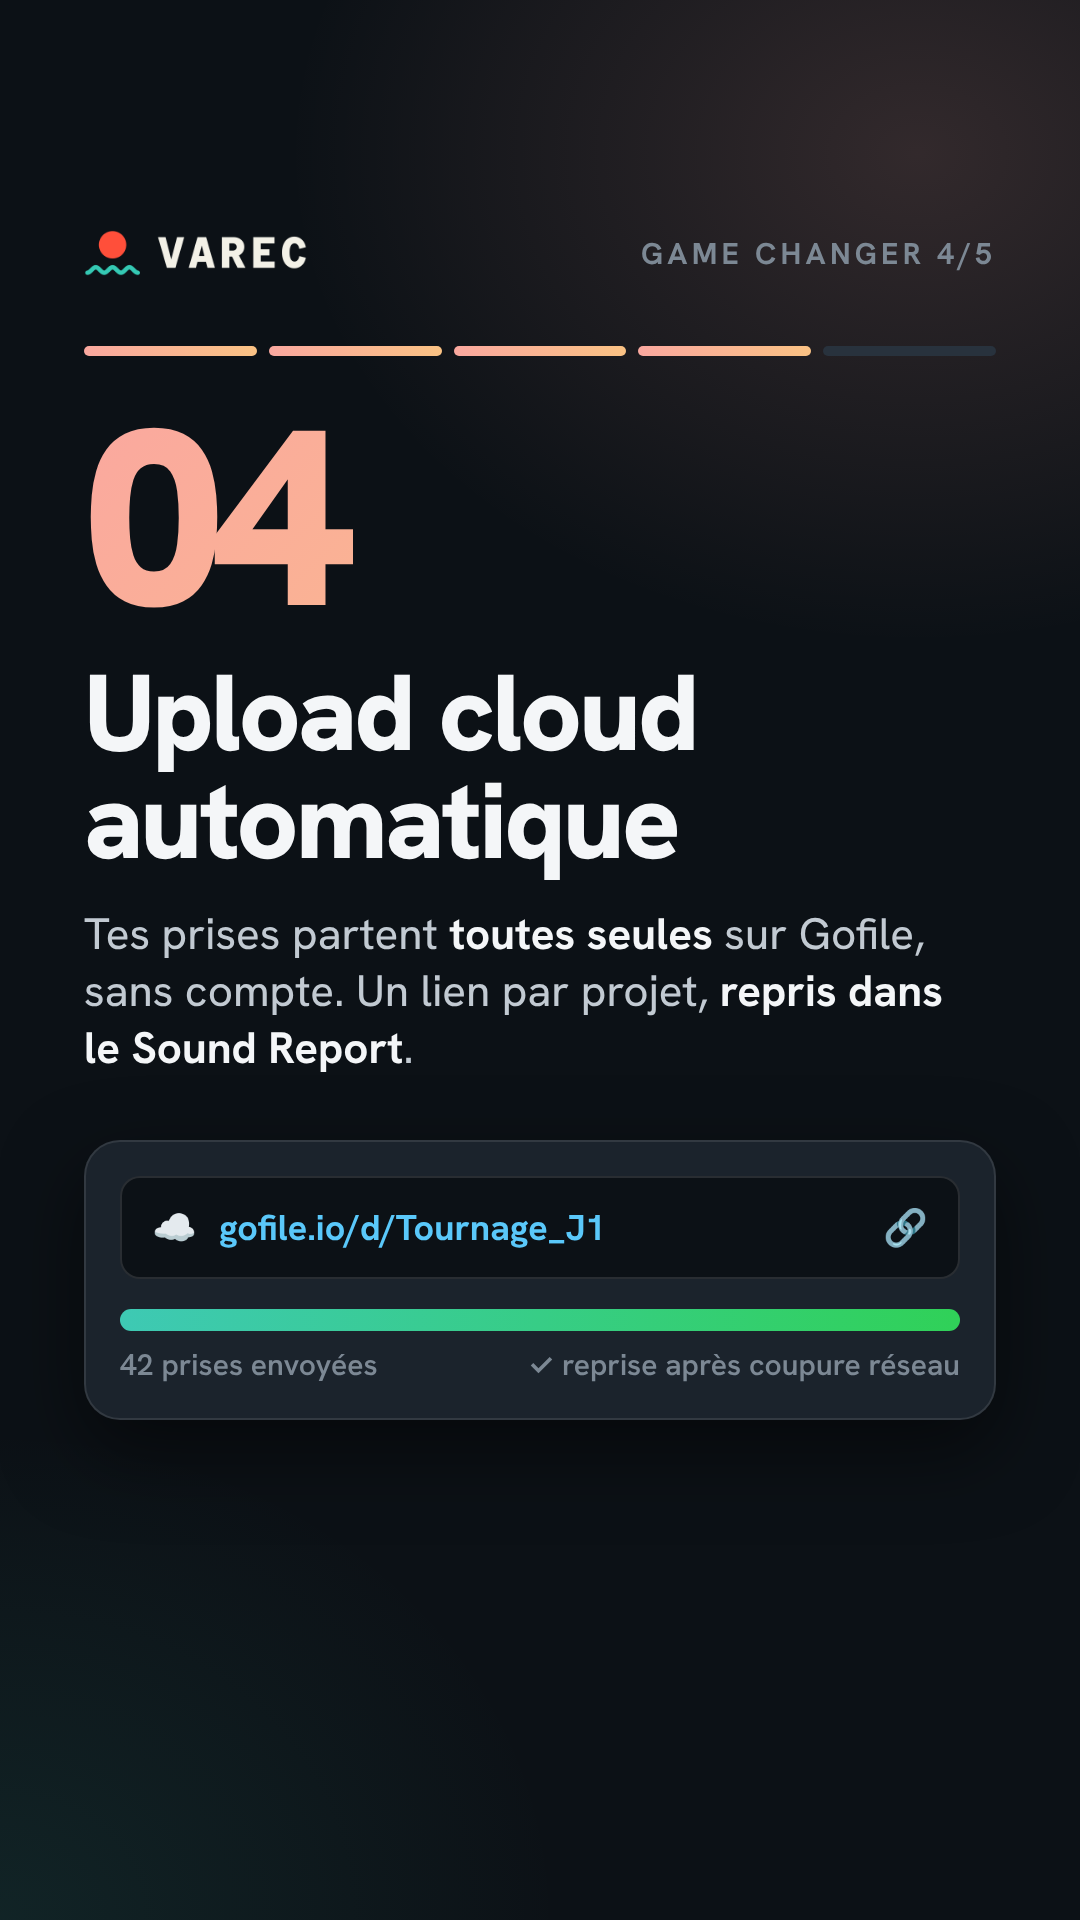 VAREC
GAME CHANGER 4/5
04
Upload cloud
automatique
Tes prises partent toutes seules sur Gofile,
sans compte. Un lien par projet, repris dans
le Sound Report.
gofile.io/d/Tournage_J1
42 prises envoyées
✓ reprise après coupure réseau